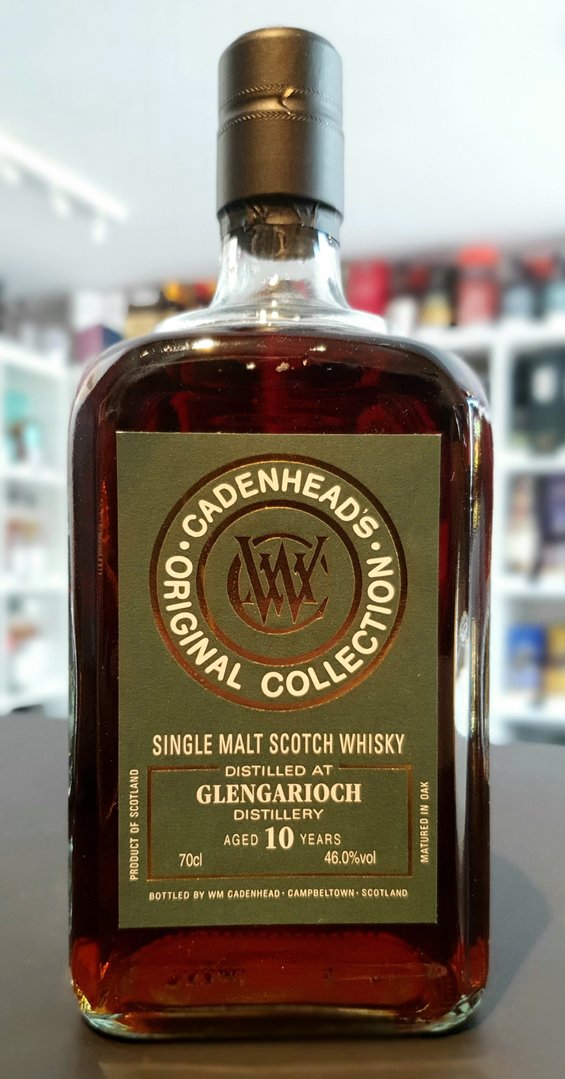 CADENHEAD'S
ORIGINAL COLLECTION
SINGLE MALT SCOTCH WHISKY
DISTILLED AT
GLENGARIOCH
DISTILLERY
AGED 10 YEARS
70cl 46.0%vol
PRODUCT OF SCOTLAND
MATURED IN OAK
BOTTLED BY WM CADENHEAD · CAMPBELTOWN · SCOTLAND